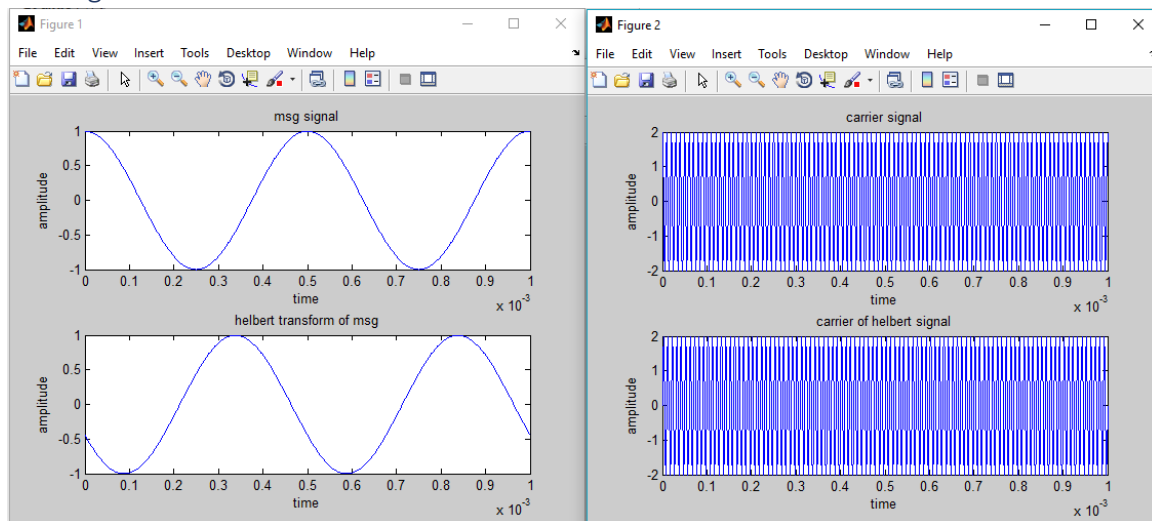 Figure 1
File Edit View Insert Tools Desktop Window Help
msg signal
1
0.5
0
-0.5
-1
amplitude
0 0.1 0.2 0.3 0.4 0.5 0.6 0.7 0.8 0.9 1
time
x 10^-3
helbert transform of msg
1
0.5
0
-0.5
-1
amplitude
0 0.1 0.2 0.3 0.4 0.5 0.6 0.7 0.8 0.9 1
time
x 10^-3
Figure 2
File Edit View Insert Tools Desktop Window Help
carrier signal
2
1
0
-1
-2
amplitude
0 0.1 0.2 0.3 0.4 0.5 0.6 0.7 0.8 0.9 1
time
x 10^-3
carrier of helbert signal
2
1
0
-1
-2
amplitude
0 0.1 0.2 0.3 0.4 0.5 0.6 0.7 0.8 0.9 1
time
x 10^-3